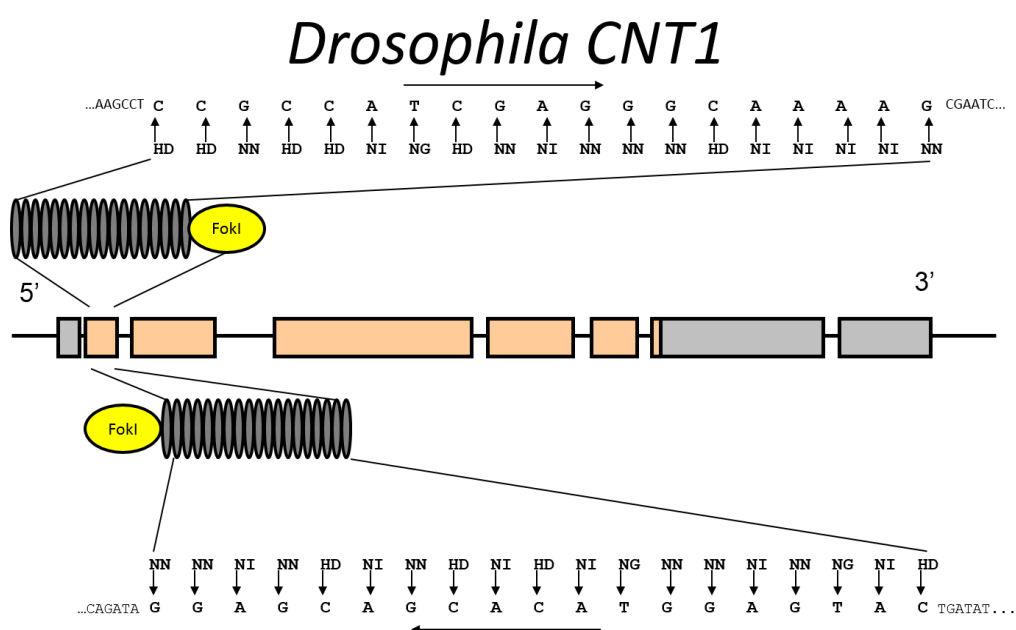 Drosophila CNT1
...AAGCCT C C G C C A T C G A G G G C A A A A G CGAATC...
HD HD NN HD HD NI NG HD NN NI NN NN NN HD NI NI NI NI NN
FokI
5’ 3’
FokI
NN NN NI NN HD NI NN HD NI HD NI NG NN NN NI NN NG NI HD
...CAGATA G G A G C A G C A C A T G G A G T A C TGATAT...